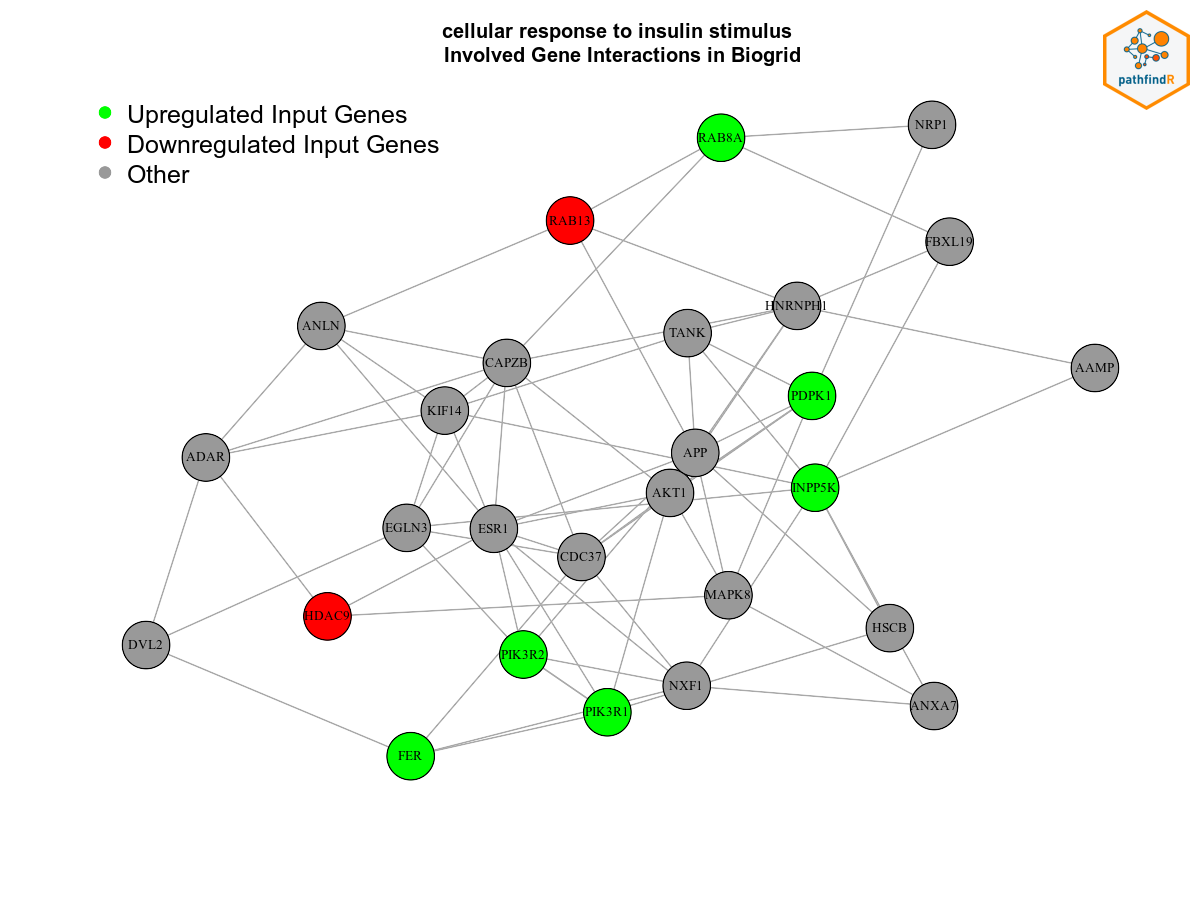 cellular response to insulin stimulus
Involved Gene Interactions in Biogrid
pathfindR
Upregulated Input Genes
Downregulated Input Genes
Other
RAB8A
NRP1
RAB13
FBXL19
HNRNPH1
ANLN
TANK
CAPZB
AAMP
PDPK1
KIF14
APP
ADAR
AKT1
INPP5K
EGLN3
ESR1
CDC37
MAPK8
HDAC9
HSCB
DVL2
PIK3R2
NXF1
ANXA7
PIK3R1
FER